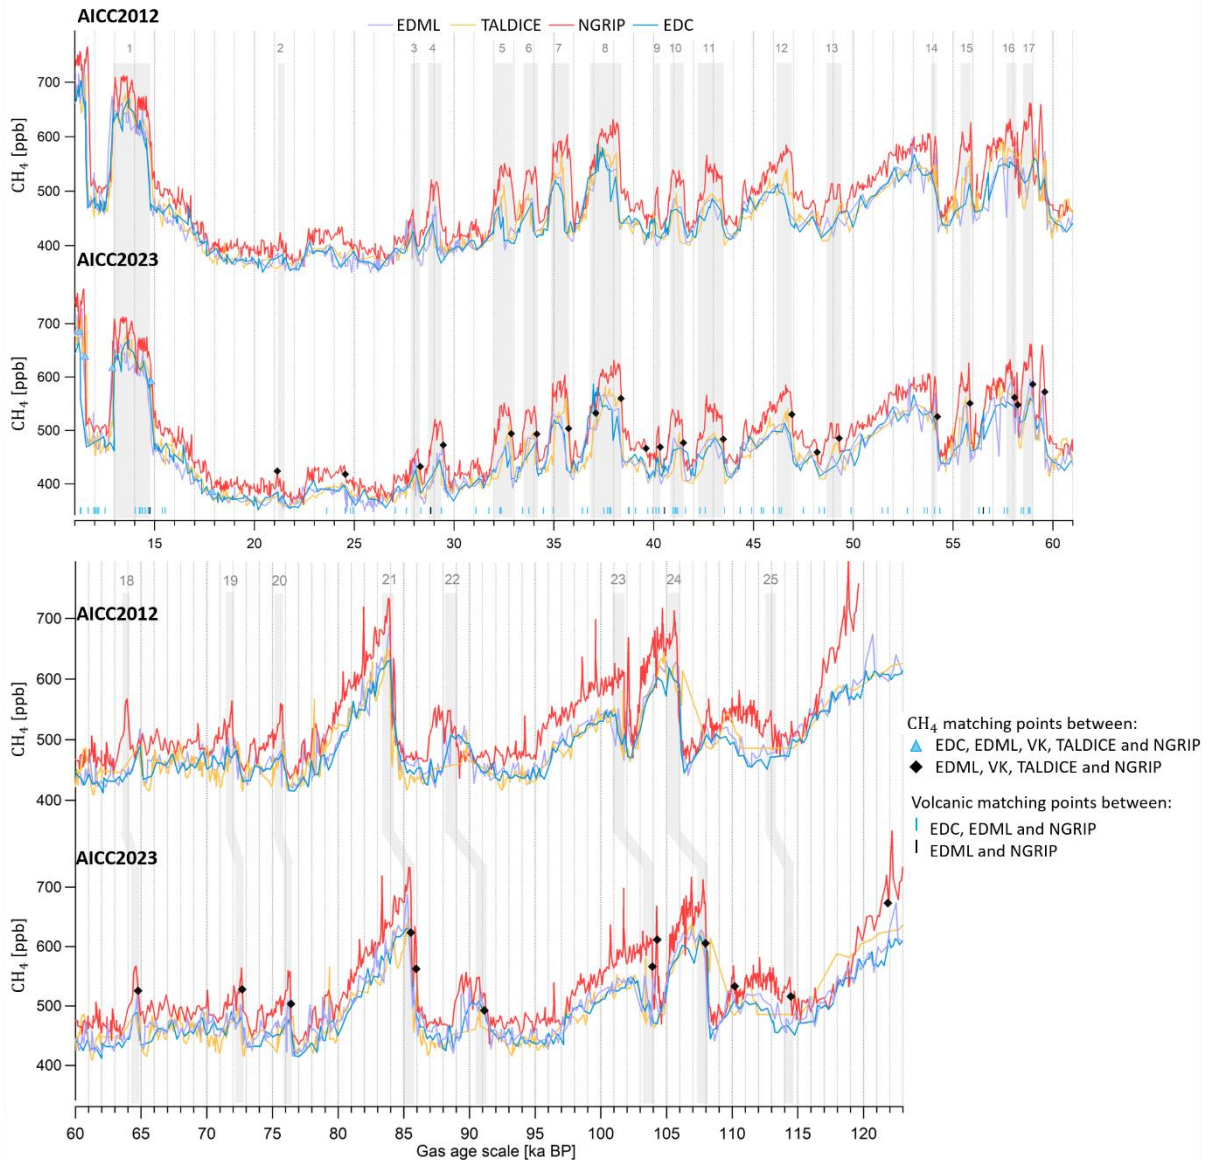 AICC2012
EDML TALDICE NGRIP EDC
1 2 3 4 5 6 7 8 9 10 11 12 13 14 15 16 17
700
600
500
400
CH4 [ppb]
AICC2023
700
600
500
400
CH4 [ppb]
15 20 25 30 35 40 45 50 55 60
18 19 20 21 22 23 24 25
AICC2012
700
600
500
400
CH4 [ppb]
CH4 matching points between:
EDC, EDML, VK, TALDICE and NGRIP
EDML, VK, TALDICE and NGRIP
Volcanic matching points between:
EDC, EDML and NGRIP
EDML and NGRIP
AICC2023
700
600
500
400
CH4 [ppb]
60 65 70 75 80 85 90 95 100 105 110 115 120
Gas age scale [ka BP]